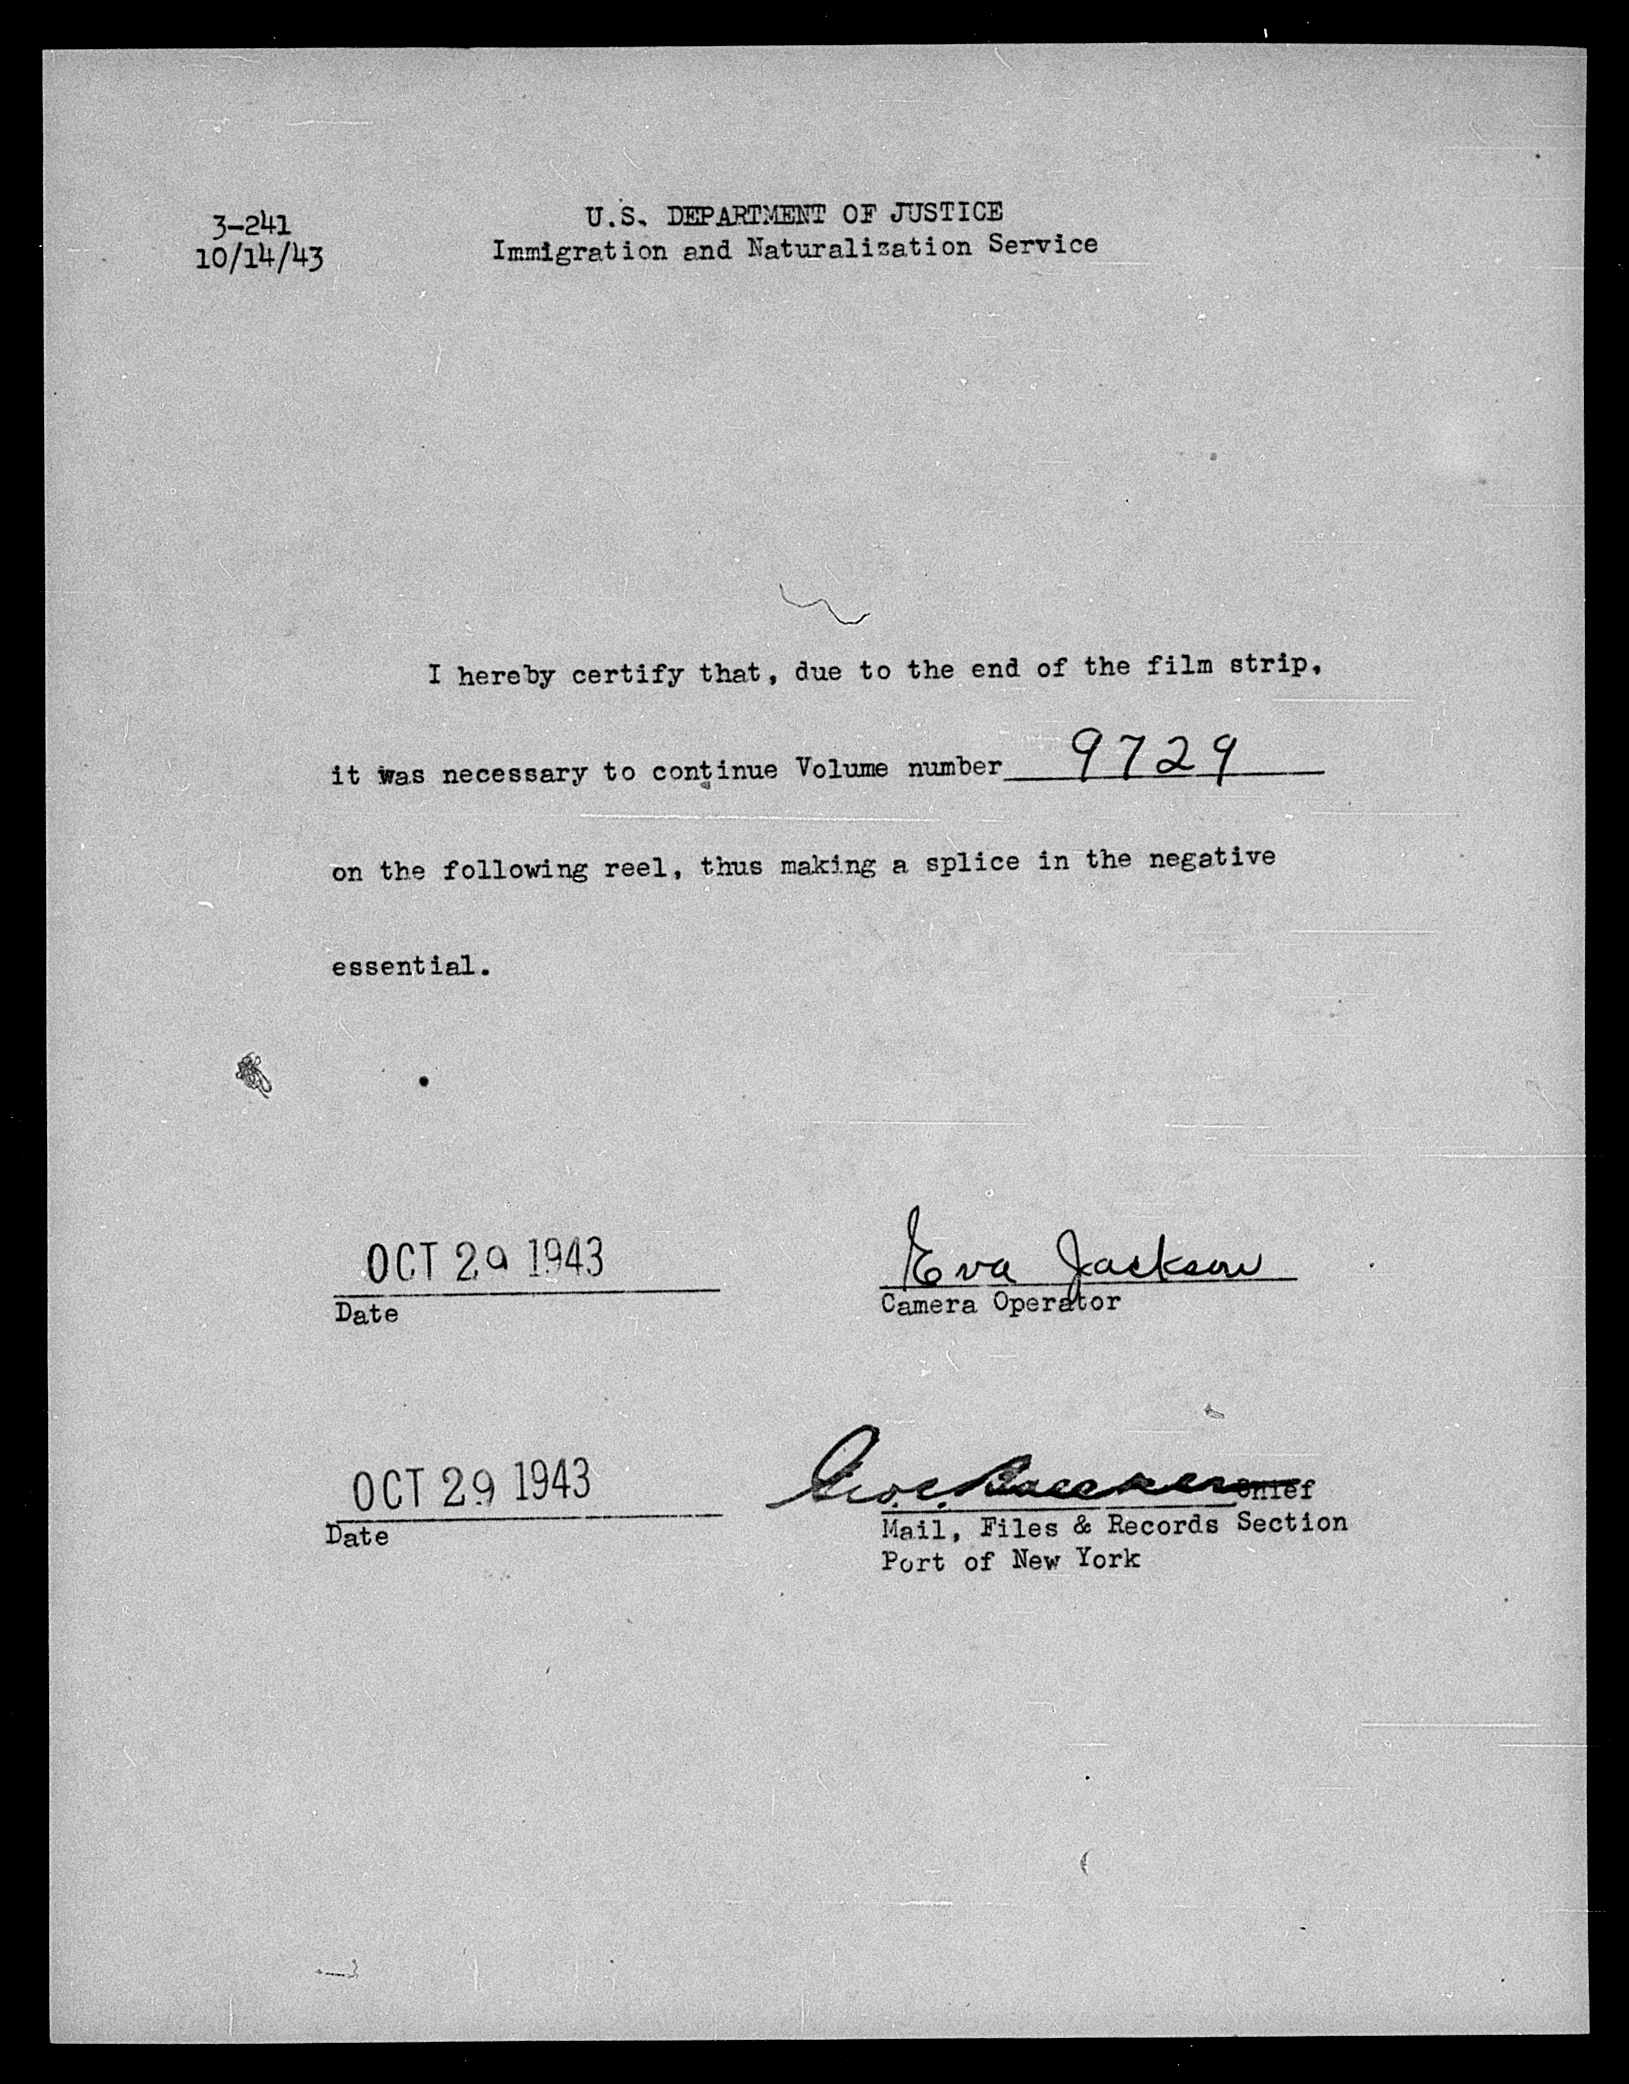 3-241
10/14/43
U.S. DEPARTMENT OF JUSTICE
Immigration and Naturalization Service
I hereby certify that, due to the end of the film strip,
it was necessary to continue Volume number 9729
on the following reel, thus making a splice in the negative
essential.
OCT 29 1943
Date
Eva Jackson
Camera Operator
OCT 29 1943
Date
Geo. C. Chief
Mail, Files & Records Section
Port of New York